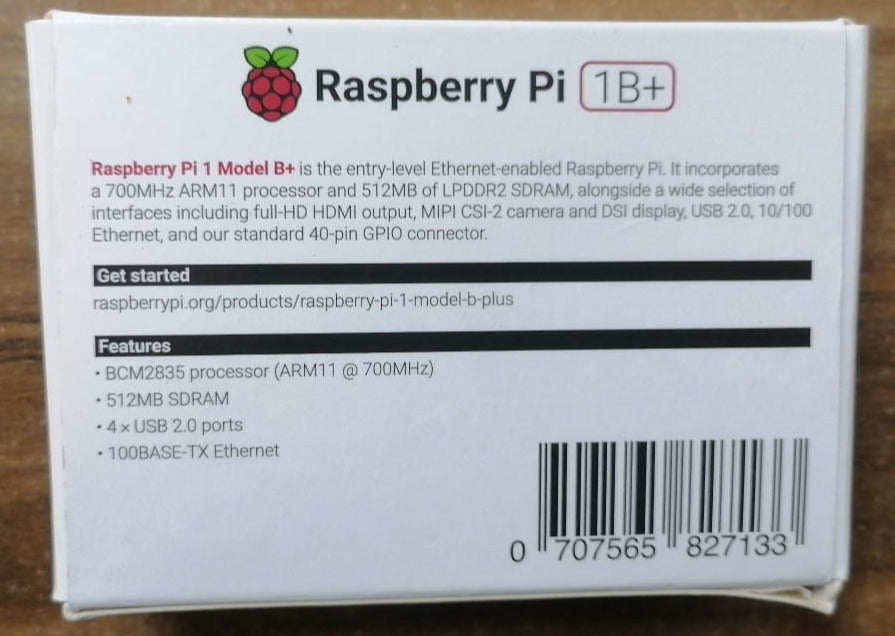 Raspberry Pi 1B+
Raspberry Pi 1 Model B+ is the entry-level Ethernet-enabled Raspberry Pi. It incorporates
a 700MHz ARM11 processor and 512MB of LPDDR2 SDRAM, alongside a wide selection of
interfaces including full-HD HDMI output, MIPI CSI-2 camera and DSI display, USB 2.0, 10/100
Ethernet, and our standard 40-pin GPIO connector.
Get started
raspberrypi.org/products/raspberry-pi-1-model-b-plus
Features
• BCM2835 processor (ARM11 @ 700MHz)
• 512MB SDRAM
• 4 × USB 2.0 ports
• 100BASE-TX Ethernet
0 707565 827133